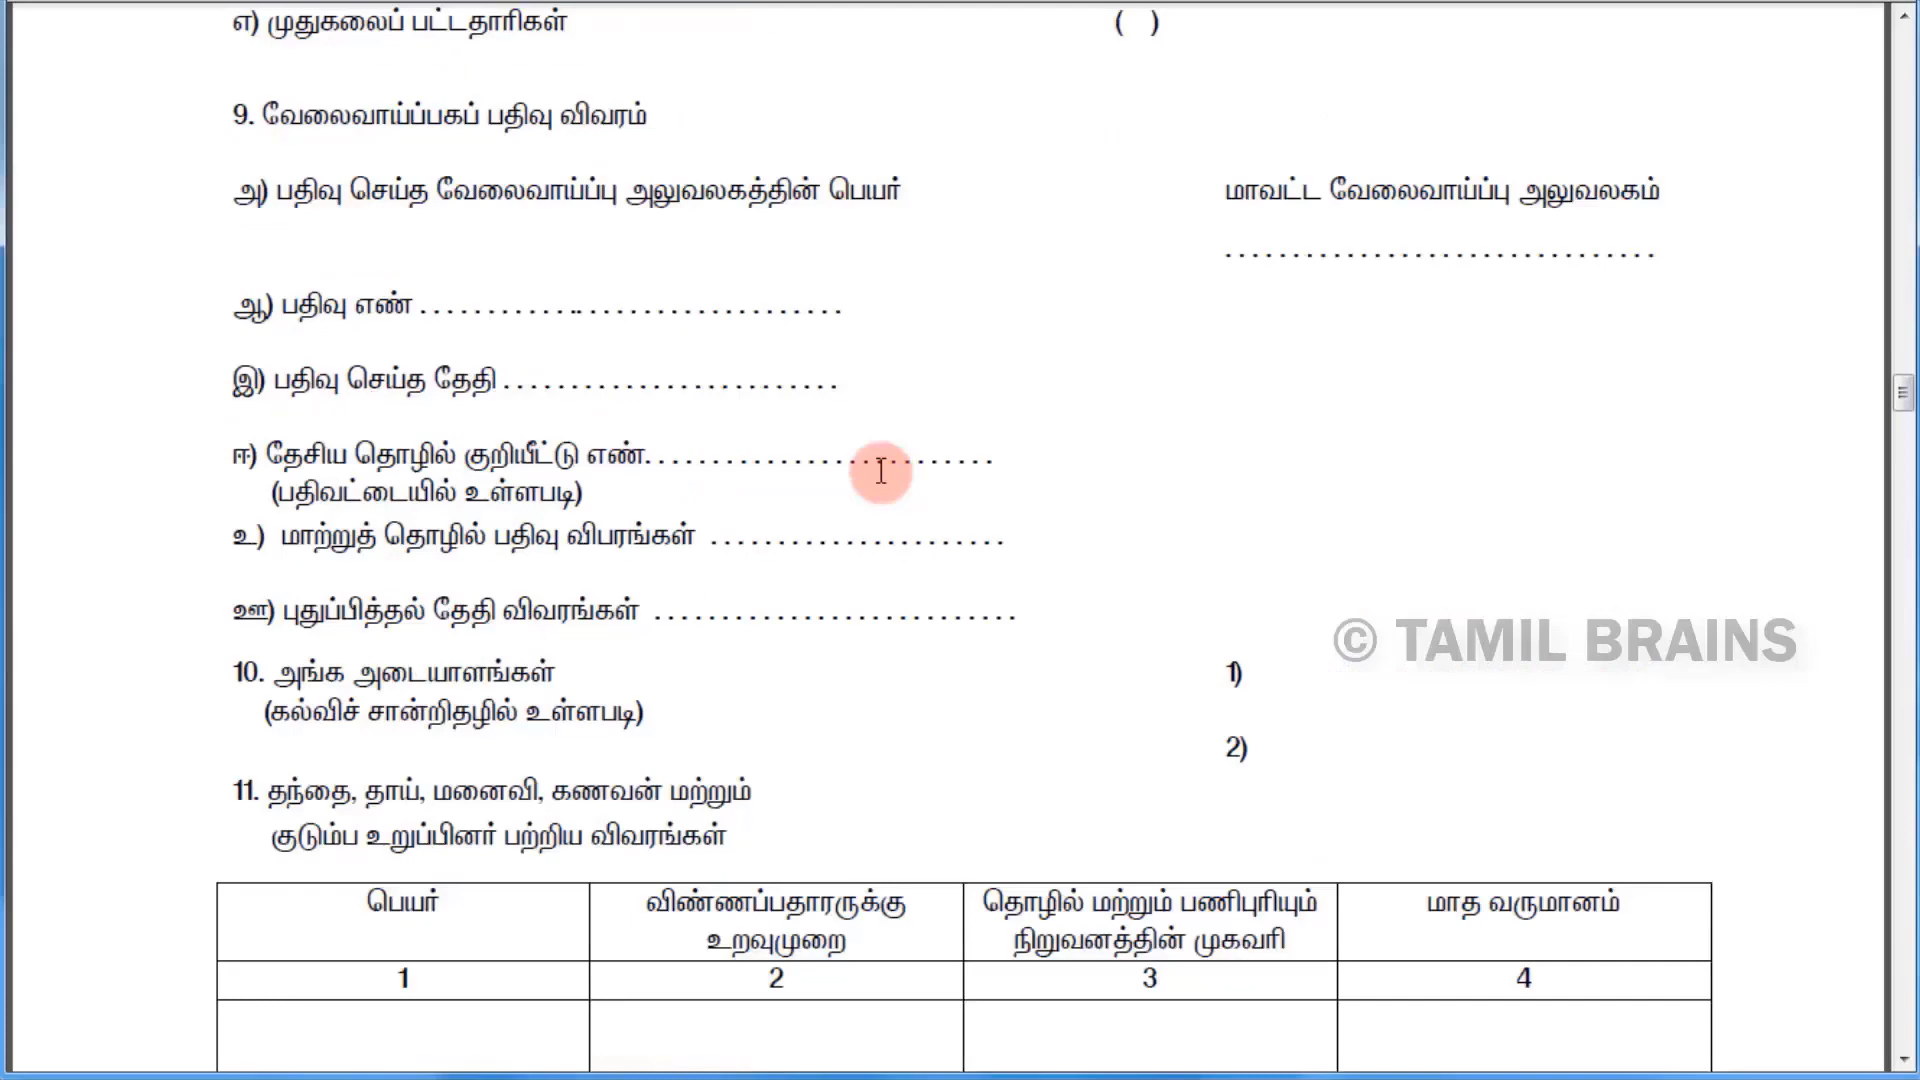 எ) முதுகலைப் பட்டதாரிகள் ( )
9. வேலைவாய்ப்பகப் பதிவு விவரம்
அ) பதிவு செய்த வேலைவாய்ப்பு அலுவலகத்தின் பெயர் மாவட்ட வேலைவாய்ப்பு அலுவலகம்
................................
ஆ) பதிவு எண் ................................
இ) பதிவு செய்த தேதி .........................
ஈ) தேசிய தொழில் குறியீட்டு எண்..........................
(பதிவட்டையில் உள்ளபடி)
உ) மாற்றுத் தொழில் பதிவு விபரங்கள் ......................
ஊ) புதுப்பித்தல் தேதி விவரங்கள் ...........................
© TAMIL BRAINS
10. அங்க அடையாளங்கள் 1)
(கல்விச் சான்றிதழில் உள்ளபடி)
2)
11. தந்தை, தாய், மனைவி, கணவன் மற்றும்
குடும்ப உறுப்பினர் பற்றிய விவரங்கள்
பெயர் விண்ணப்பதாரருக்கு தொழில் மற்றும் பணிபுரியும் மாத வருமானம்
உறவுமுறை நிறுவனத்தின் முகவரி
1 2 3 4